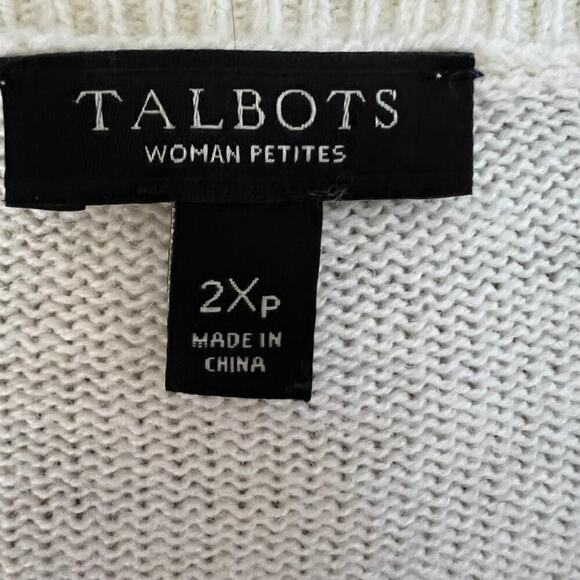 TALBOTS
WOMAN PETITES
2XP
MADE IN
CHINA